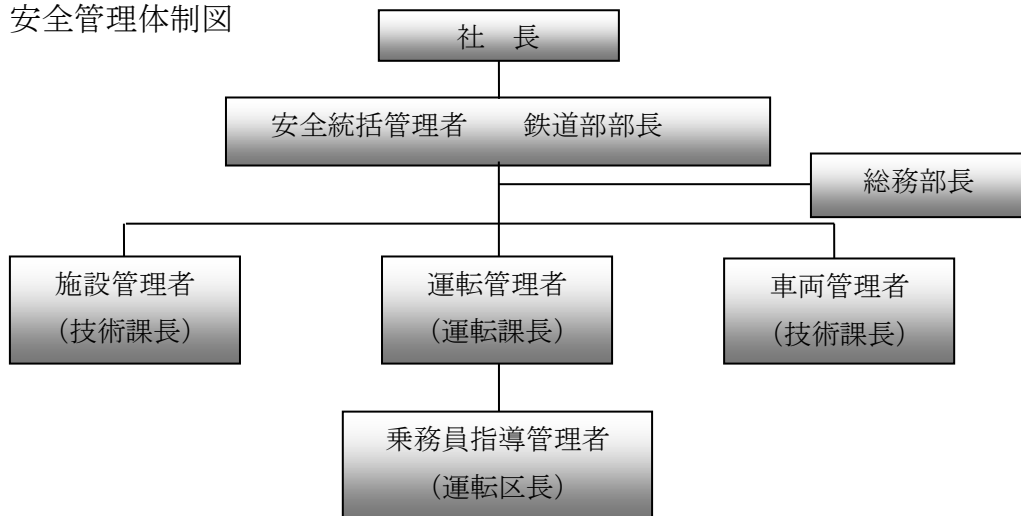 安全管理体制図
社 長
安全統括管理者 鉄道部部長
総務部長
施設管理者
(技術課長)
運転管理者
(運転課長)
車両管理者
(技術課長)
乗務員指導管理者
(運転区長)